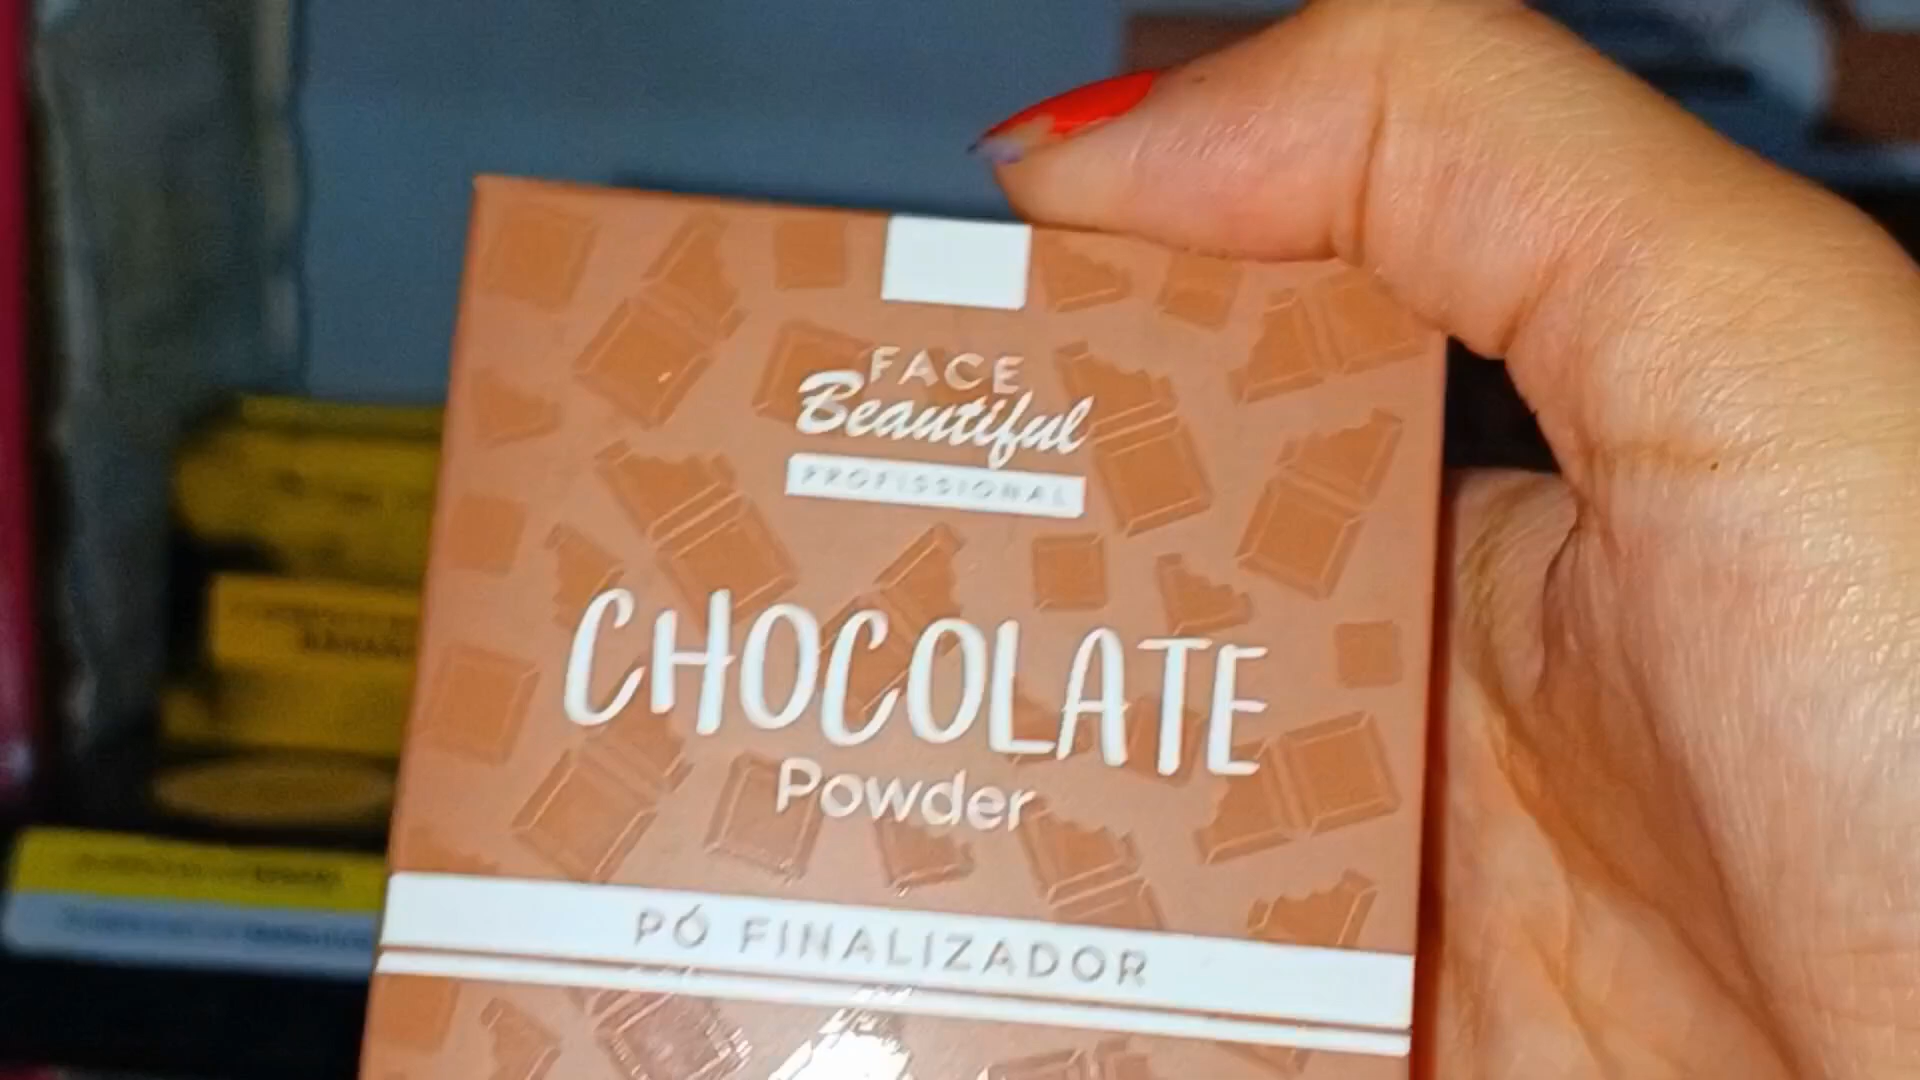 FACE
Beautiful
PROFISSIONAL
CHOCOLATE
Powder
PÓ FINALIZADOR